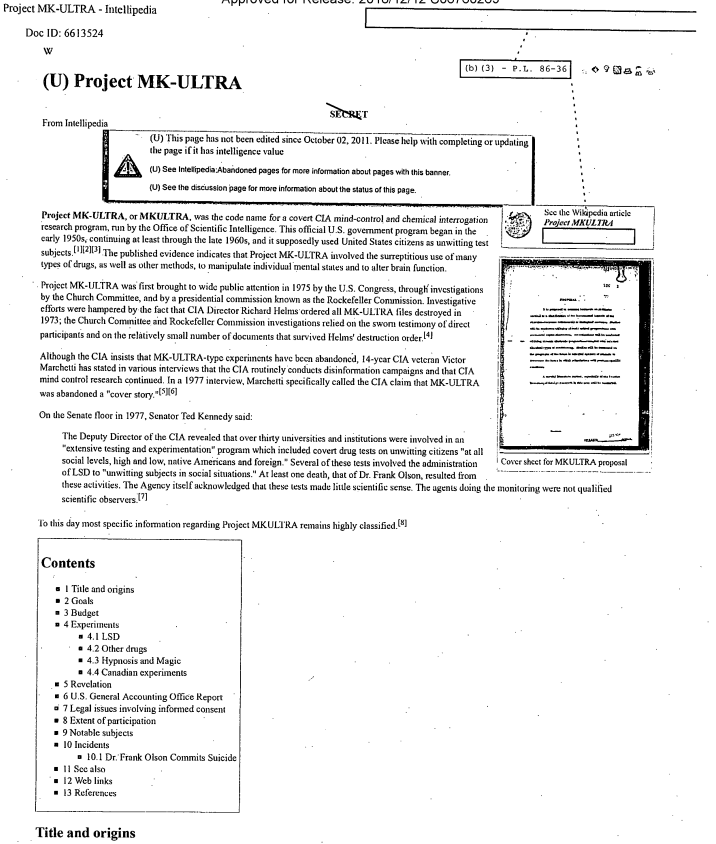 Project MK-ULTRA - Intellipedia
Doc ID: 6613524
W
(b) (3) - P.L. 86-36
(U) Project MK-ULTRA
SECRET
From Intellipedia
(U) This page has not been edited since October 02, 2011. Please help with completing or updating
the page if it has intelligence value
(U) See Intellipedia:Abandoned pages for more information about pages with this banner.
(U) See the discussion page for more information about the status of this page.
See the Wikipedia article
Project MKULTRA
Project MK-ULTRA, or MKULTRA, was the code name for a covert CIA mind-control and chemical interrogation
research program, run by the Office of Scientific Intelligence. This official U.S. government program began in the
early 1950s, continuing at least through the late 1960s, and it supposedly used United States citizens as unwitting test
subjects.[1][2][3] The published evidence indicates that Project MK-ULTRA involved the surreptitious use of many
types of drugs, as well as other methods, to manipulate individual mental states and to alter brain function.
Project MK-ULTRA was first brought to wide public attention in 1975 by the U.S. Congress, through investigations
by the Church Committee, and by a presidential commission known as the Rockefeller Commission. Investigative
efforts were hampered by the fact that CIA Director Richard Helms ordered all MK-ULTRA files destroyed in
1973; the Church Committee and Rockefeller Commission investigations relied on the sworn testimony of direct
participants and on the relatively small number of documents that survived Helms' destruction order.[4]
Although the CIA insists that MK-ULTRA-type experiments have been abandoned, 14-year CIA veteran Victor
Marchetti has stated in various interviews that the CIA routinely conducts disinformation campaigns and that CIA
mind control research continued. In a 1977 interview, Marchetti specifically called the CIA claim that MK-ULTRA
was abandoned a "cover story."[5][6]
On the Senate floor in 1977, Senator Ted Kennedy said:
The Deputy Director of the CIA revealed that over thirty universities and institutions were involved in an
"extensive testing and experimentation" program which included covert drug tests on unwitting citizens "at all
social levels, high and low, native Americans and foreign." Several of these tests involved the administration
of LSD to "unwitting subjects in social situations." At least one death, that of Dr. Frank Olson, resulted from
these activities. The Agency itself acknowledged that these tests made little scientific sense. The agents doing the monitoring were not qualified
scientific observers.[7]
Cover sheet for MKULTRA proposal
To this day most specific information regarding Project MKULTRA remains highly classified.[8]
Contents
1 Title and origins
2 Goals
3 Budget
4 Experiments
4.1 LSD
4.2 Other drugs
4.3 Hypnosis and Magic
4.4 Canadian experiments
5 Revelation
6 U.S. General Accounting Office Report
7 Legal issues involving informed consent
8 Extent of participation
9 Notable subjects
10 Incidents
10.1 Dr. Frank Olson Commits Suicide
11 See also
12 Web links
13 References
Title and origins